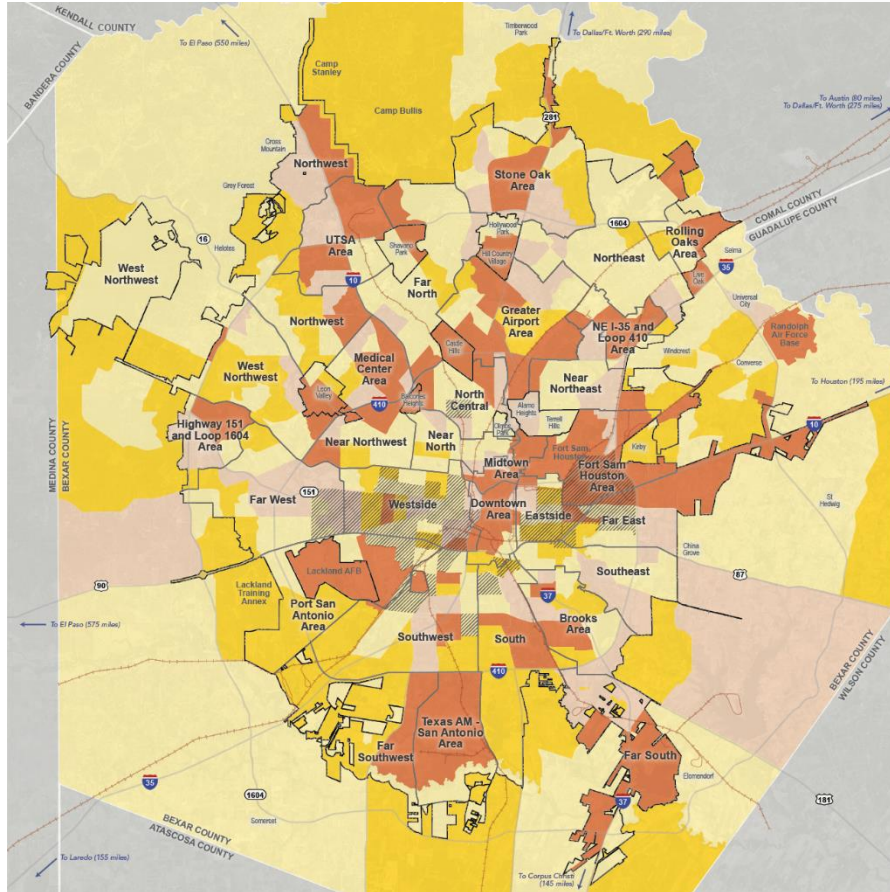 KENDALL COUNTY
BANDERA COUNTY
To El Paso (550 miles)
Timberwood
Park
To Dallas/Ft. Worth (290 miles)
Camp
Stanley
Camp Bullis
To Austin (80 miles)
To Dallas/Ft. Worth (275 miles)
281
Cross
Mountain
Northwest
Grey Forest
Stone Oak
Area
1604
COMAL COUNTY
GUADALUPE COUNTY
Hollywood
Park
Rolling
Oaks
Area
Selma
16
Helotes
UTSA
Area
Shavano
Park
Hill Country
Village
Northeast
35
Live
Oak
West
Northwest
10
Far
North
Universal
City
Northwest
Greater
Airport
Area
NE I-35 and
Loop 410
Area
Randolph
Air Force
Base
Castle
Hills
Windcrest
Converse
West
Northwest
Medical
Center
Area
Leon
Valley
410
Balcones
Heights
North
Central
Near
Northeast
To Houston (195 miles)
Alamo
Heights
Terrell
Hills
10
Highway 151
and Loop 1604
Area
Olmos
Park
Near Northwest
Near
North
Fort Sam
Houston
Kirby
Midtown
Area
Fort Sam
Houston
Area
MEDINA COUNTY
BEXAR COUNTY
Far West
151
Westside
Downtown
Area
Eastside
Far East
St
Hedwig
China
Grove
Lackland AFB
Southeast
87
90
Lackland
Training
Annex
Port San
Antonio
Area
37
To El Paso (575 miles)
Southwest
South
Brooks
Area
410
BEXAR COUNTY
WILSON COUNTY
Texas AM -
San Antonio
Area
Far
Southwest
Far South
Elmendorf
35
1604
Somerset
37
181
BEXAR COUNTY
ATASCOSA COUNTY
To Laredo (155 miles)
To Corpus Christi
(145 miles)